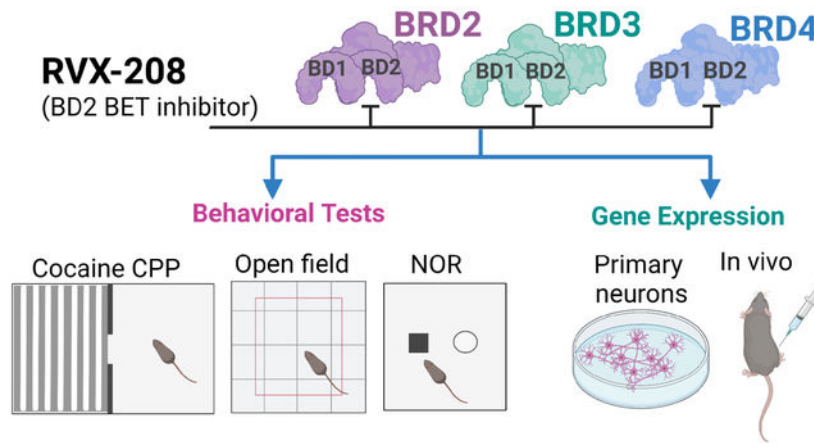 BRD2
BRD3
BRD4
RVX-208
(BD2 BET inhibitor)
BD1 BD2
BD1 BD2
BD1 BD2
Behavioral Tests
Gene Expression
Cocaine CPP
Open field
NOR
Primary
neurons
In vivo